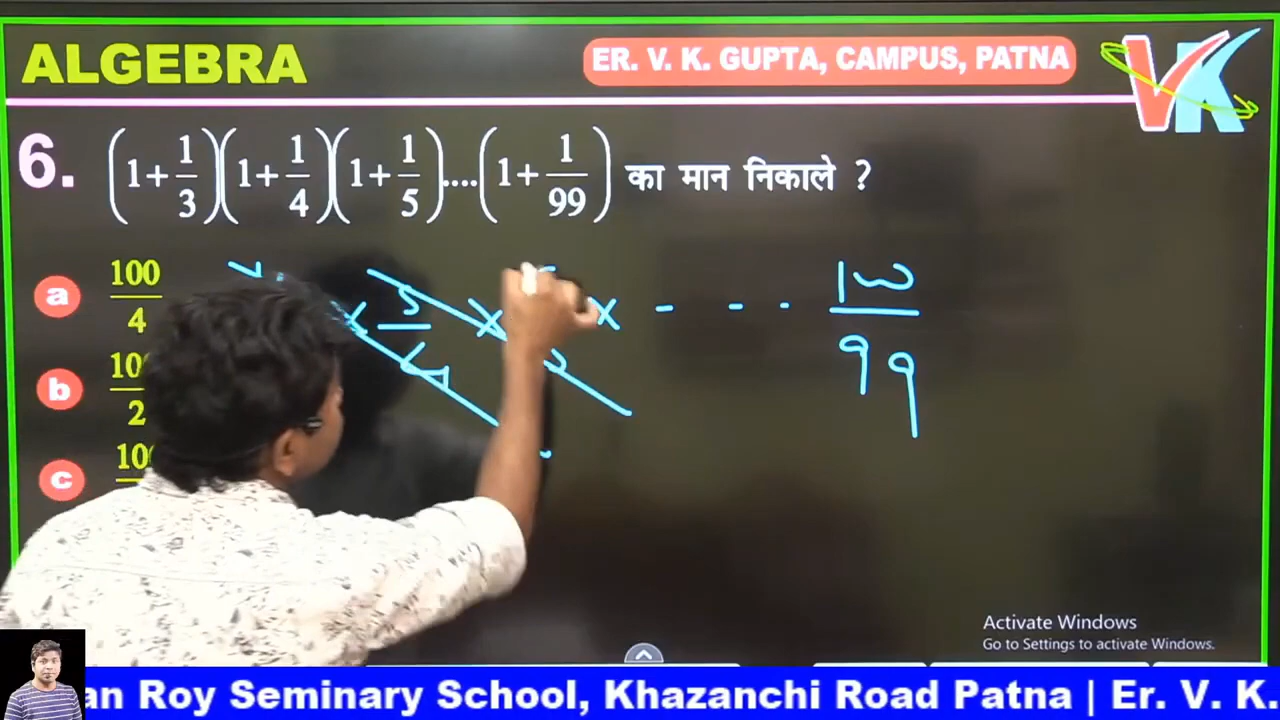 ALGEBRA
ER. V. K. GUPTA, CAMPUS, PATNA
VK
6. (1+1/3)(1+1/4)(1+1/5)....(1+1/99) का मान निकाले ?
a 100/4
5 × × - - - 100/99
b
c
Activate Windows
Go to Settings to activate Windows.
Roy Seminary School, Khazanchi Road Patna | Er. V. K.